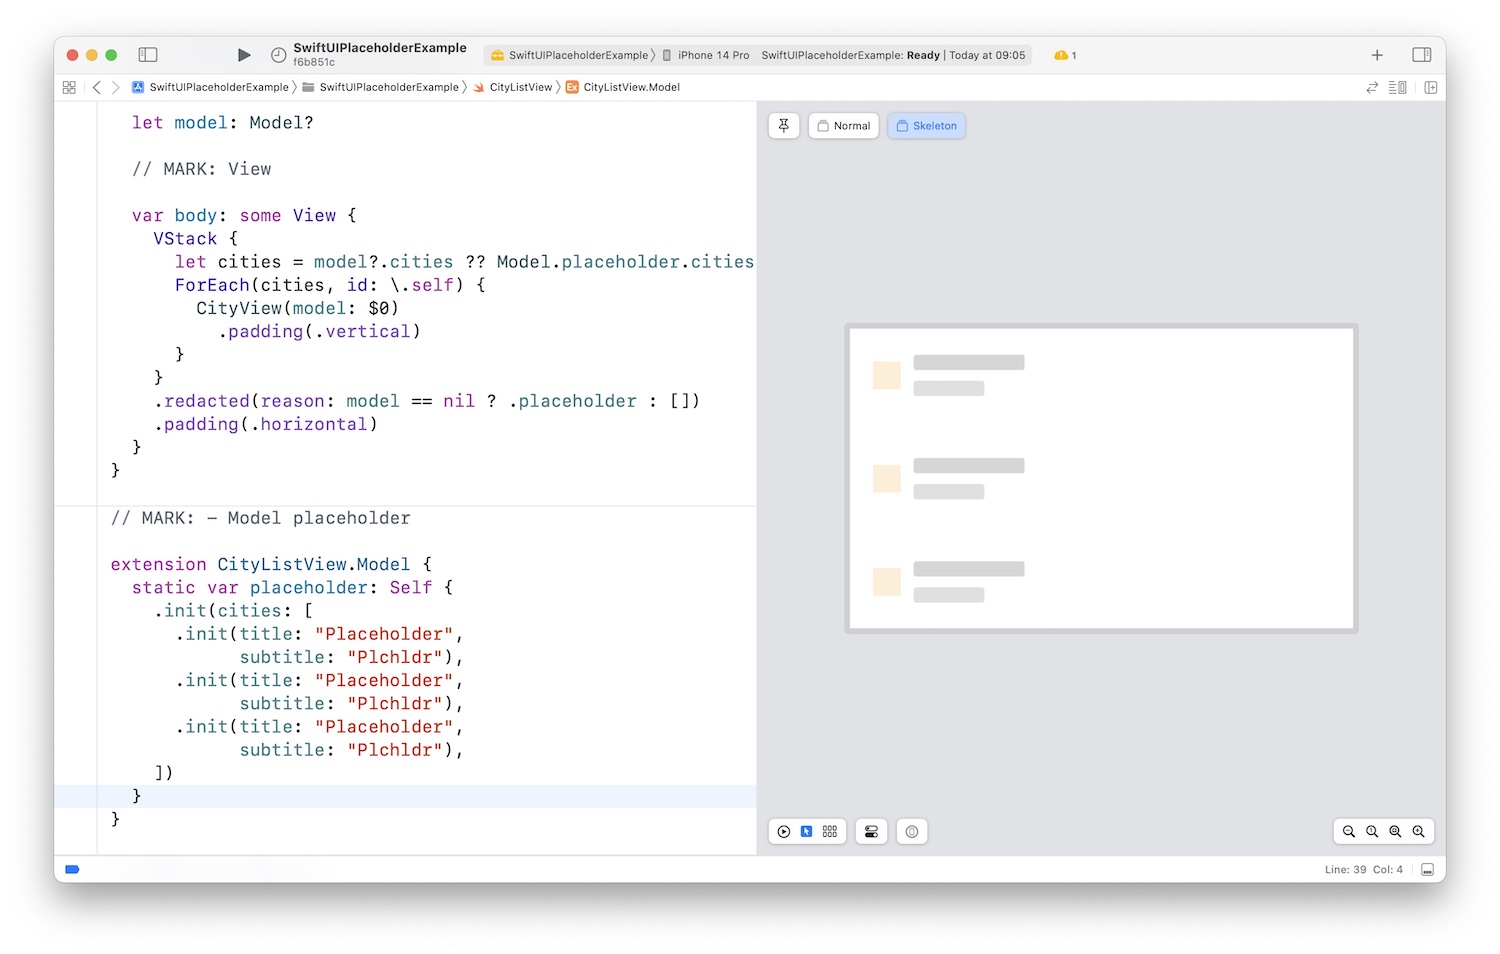 SwiftUIPlaceholderExample
f6b851c
SwiftUIPlaceholderExample iPhone 14 Pro SwiftUIPlaceholderExample: Ready | Today at 09:05
1
SwiftUIPlaceholderExample SwiftUIPlaceholderExample CityListView Ex CityListView.Model
let model: Model?
// MARK: View
var body: some View {
VStack {
let cities = model?.cities ?? Model.placeholder.cities
ForEach(cities, id: \.self) {
CityView(model: $0)
.padding(.vertical)
}
}
.redacted(reason: model == nil ? .placeholder : [])
.padding(.horizontal)
}
}
// MARK: – Model placeholder
extension CityListView.Model {
static var placeholder: Self {
.init(cities: [
.init(title: "Placeholder",
subtitle: "Plchldr"),
.init(title: "Placeholder",
subtitle: "Plchldr"),
.init(title: "Placeholder",
subtitle: "Plchldr"),
])
}
}
Normal Skeleton
Line: 39 Col: 4